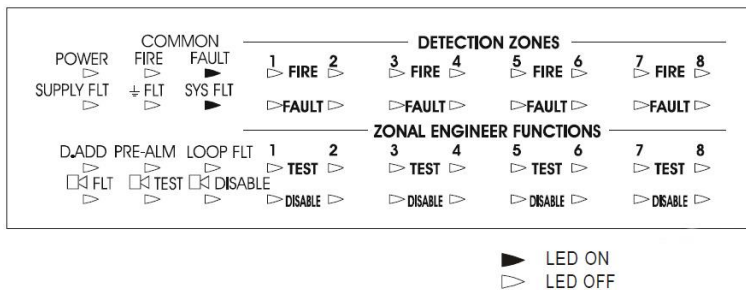 COMMON
DETECTION ZONES
POWER FIRE FAULT
1 FIRE 2 3 FIRE 4 5 FIRE 6 7 FIRE 8
SUPPLY FLT ⏚ FLT SYS FLT
FAULT FAULT FAULT FAULT
ZONAL ENGINEER FUNCTIONS
D.ADD PRE-ALM LOOP FLT
1 TEST 2 3 TEST 4 5 TEST 6 7 TEST 8
FLT TEST DISABLE
DISABLE DISABLE DISABLE DISABLE
LED ON
LED OFF